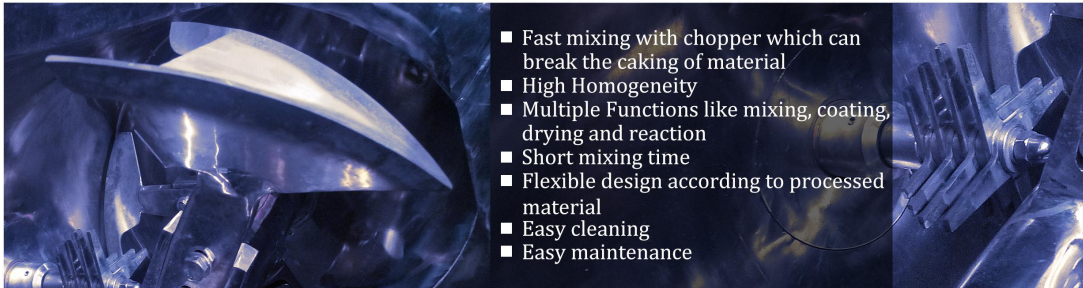 ■ Fast mixing with chopper which can
break the caking of material
■ High Homogeneity
■ Multiple Functions like mixing, coating,
drying and reaction
■ Short mixing time
■ Flexible design according to processed
material
■ Easy cleaning
■ Easy maintenance